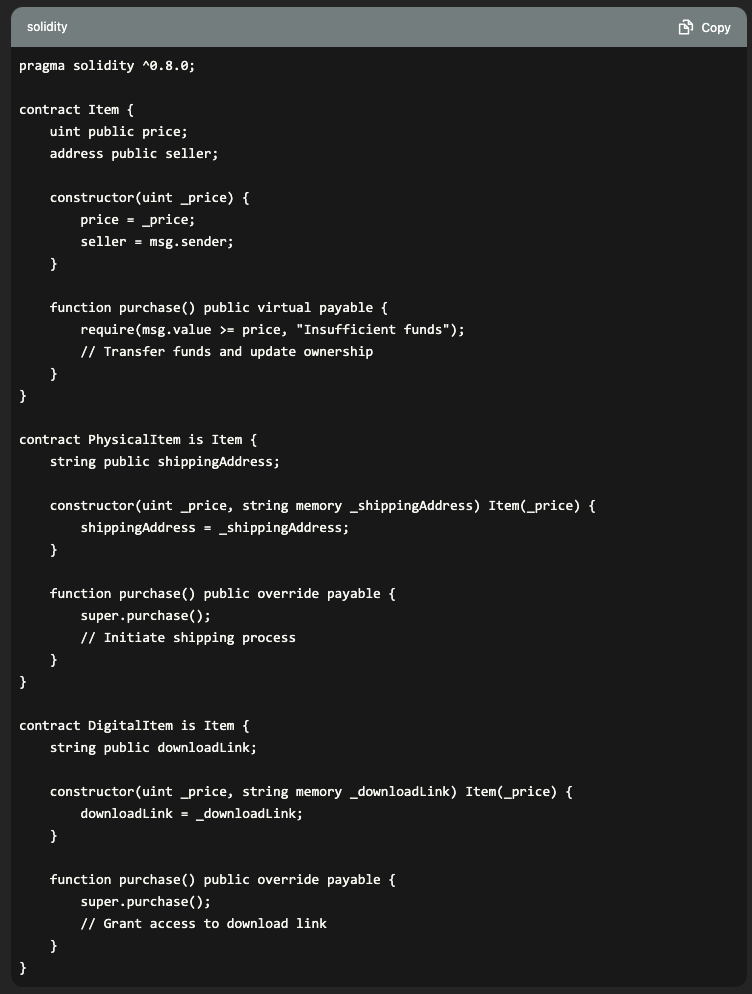 solidity
Copy
pragma solidity ^0.8.0;
contract Item {
    uint public price;
    address public seller;
    constructor(uint _price) {
        price = _price;
        seller = msg.sender;
    }
    function purchase() public virtual payable {
        require(msg.value >= price, "Insufficient funds");
        // Transfer funds and update ownership
    }
}
contract PhysicalItem is Item {
    string public shippingAddress;
    constructor(uint _price, string memory _shippingAddress) Item(_price) {
        shippingAddress = _shippingAddress;
    }
    function purchase() public override payable {
        super.purchase();
        // Initiate shipping process
    }
}
contract DigitalItem is Item {
    string public downloadLink;
    constructor(uint _price, string memory _downloadLink) Item(_price) {
        downloadLink = _downloadLink;
    }
    function purchase() public override payable {
        super.purchase();
        // Grant access to download link
    }
}